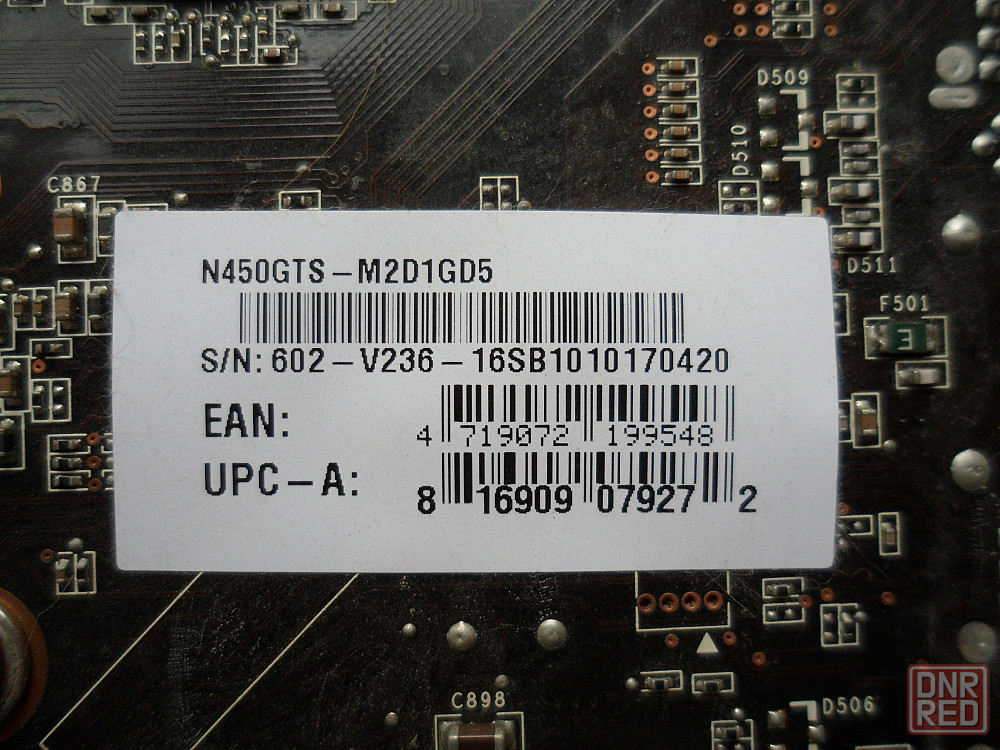 D509
D510
C867
D511
F501
3
N450GTS-M2D1GD5
S/N: 602-V236-16SB1010170420
EAN:
4 719072 199548
UPC-A:
8 16909 07927 2
C898
D506
DNR
RED